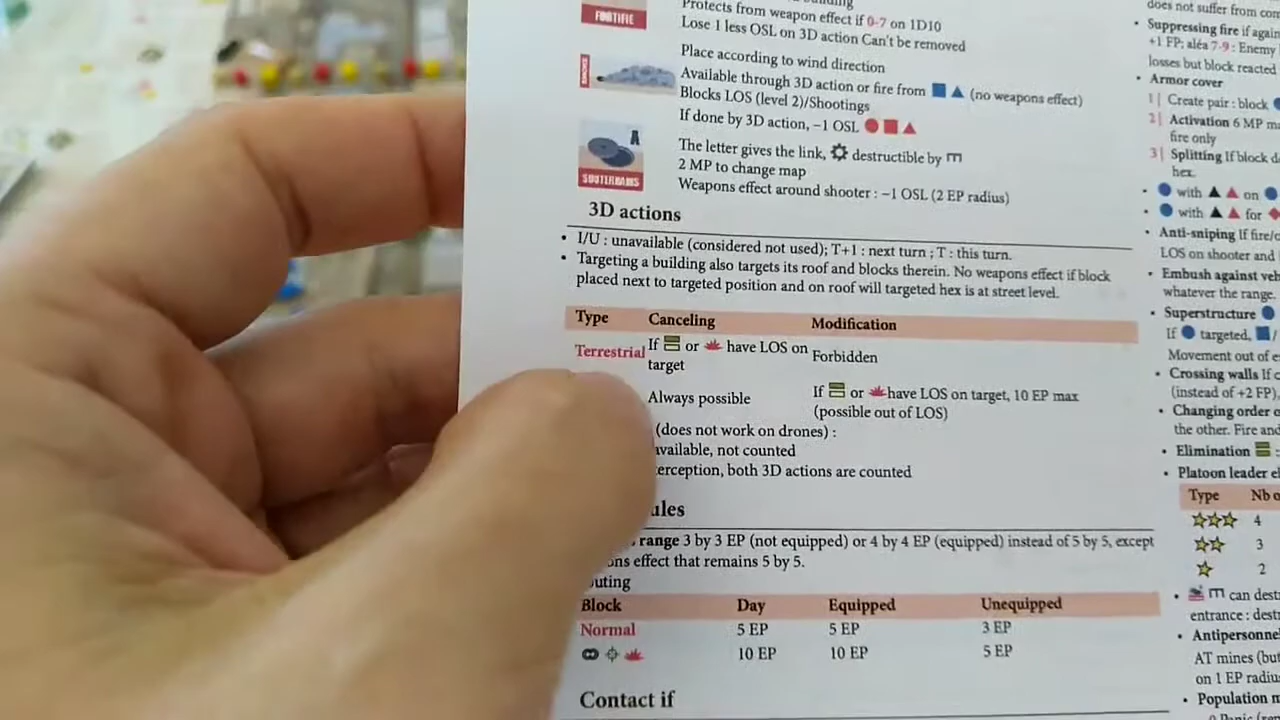 Protects from weapon effect if 0-7 on 1D10
Lose 1 less OSL on 3D action Can't be removed
FORTIFIE
Place according to wind direction
Available through 3D action or fire from (no weapons effect)
Blocks LOS (level 2)/Shootings
If done by 3D action, −1 OSL
A
SOUTERRAINS
The letter gives the link, destructible by
2 MP to change map
Weapons effect around shooter : −1 OSL (2 EP radius)
3D actions
• I/U : unavailable (considered not used); T+1 : next turn ; T : this turn.
• Targeting a building also targets its roof and blocks therein. No weapons effect if block
placed next to targeted position and on roof will targeted hex is at street level.
Type Canceling Modification
Terrestrial If or have LOS on target Forbidden
Always possible If or have LOS on target, 10 EP max
(possible out of LOS)
(does not work on drones) :
available, not counted
erception, both 3D actions are counted
ules
range 3 by 3 EP (not equipped) or 4 by 4 EP (equipped) instead of 5 by 5, except
ons effect that remains 5 by 5.
outing
Block Day Equipped Unequipped
Normal 5 EP 5 EP 3 EP
10 EP 10 EP 5 EP
Contact if
does not suffer from
• Suppressing fire if
+1 FP; aléa 7-9 : Enemy
losses but block reacted
• Armor cover
1| Create pair : block
2| Activation 6 MP
fire only
3| Splitting If block
hex.
• with on
• with for
• Anti-sniping If fire/
LOS on shooter and
• Embush against
whatever the range.
• Superstructure
If targeted,
Movement out of
• Crossing walls If
(instead of +2 FP)
• Changing order
the other. Fire and
• Elimination :
• Platoon leader
Type Nb
4
3
2
• can
entrance :
• 
AT mines (but
on 1 EP
• Population